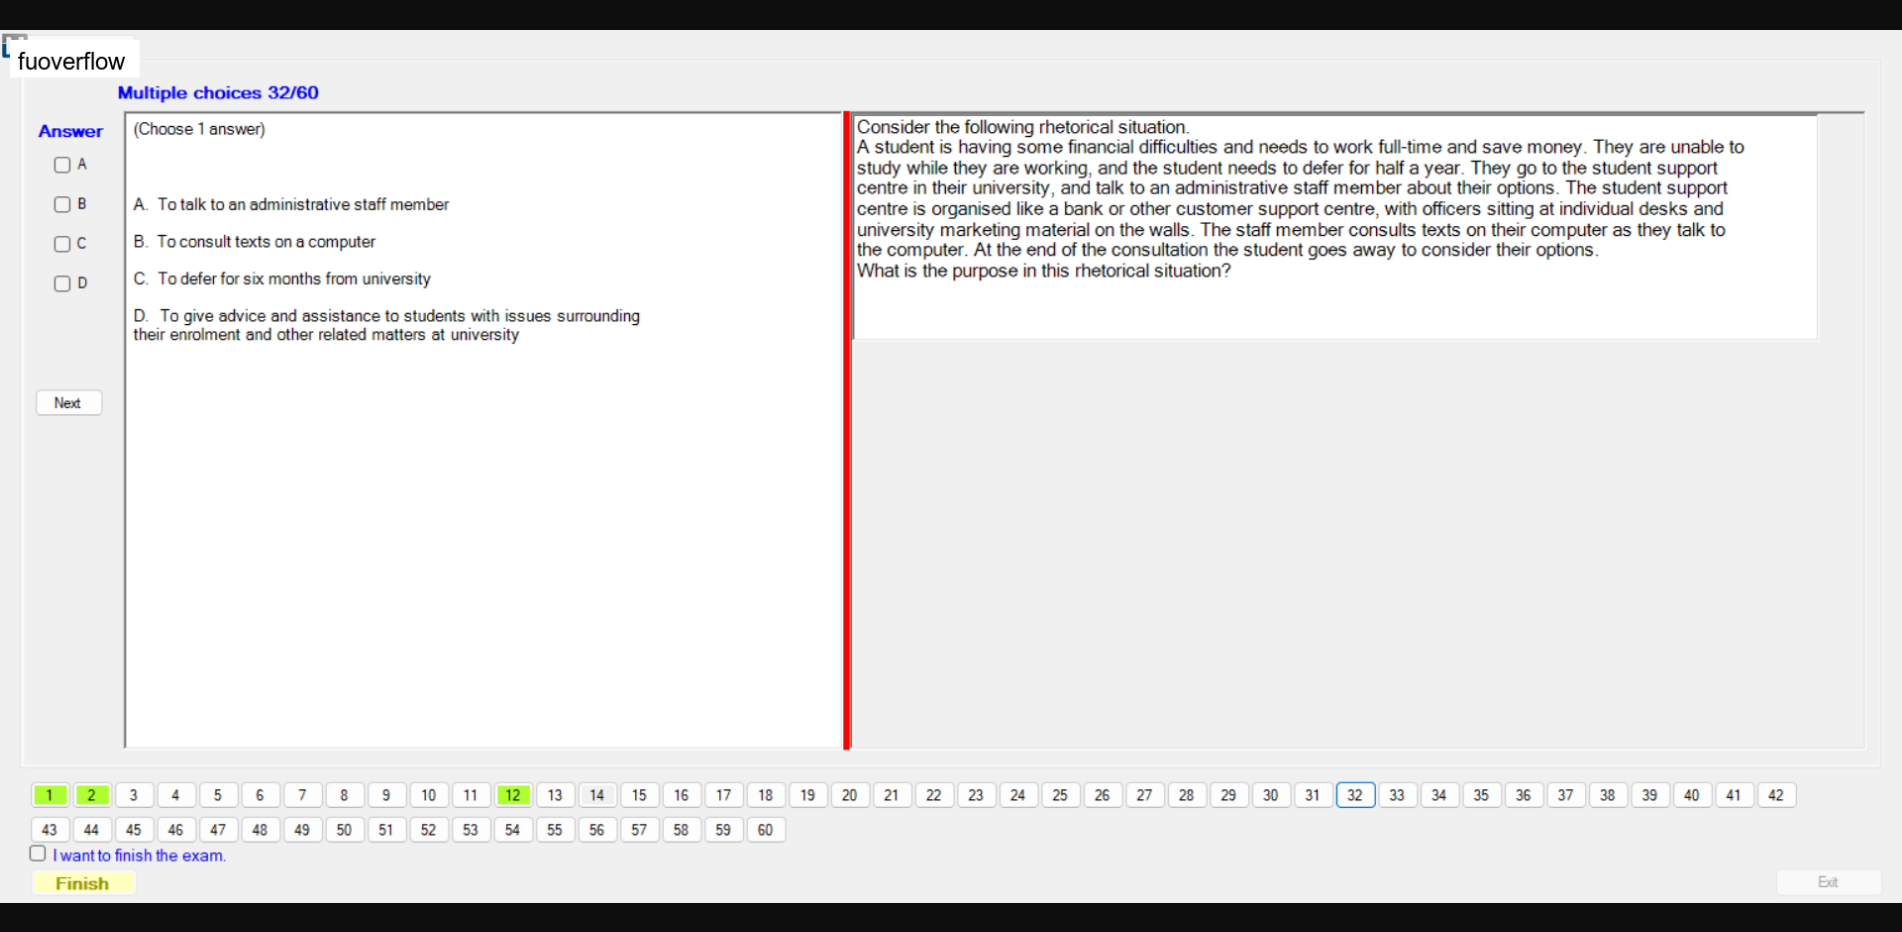 fuoverflow
Multiple choices 32/60
Answer
A
B
C
D
Next
(Choose 1 answer)
A. To talk to an administrative staff member
B. To consult texts on a computer
C. To defer for six months from university
D. To give advice and assistance to students with issues surrounding
their enrolment and other related matters at university
Consider the following rhetorical situation.
A student is having some financial difficulties and needs to work full-time and save money. They are unable to
study while they are working, and the student needs to defer for half a year. They go to the student support
centre in their university, and talk to an administrative staff member about their options. The student support
centre is organised like a bank or other customer support centre, with officers sitting at individual desks and
university marketing material on the walls. The staff member consults texts on their computer as they talk to
the computer. At the end of the consultation the student goes away to consider their options.
What is the purpose in this rhetorical situation?
1 2 3 4 5 6 7 8 9 10 11 12 13 14 15 16 17 18 19 20 21 22 23 24 25 26 27 28 29 30 31 32 33 34 35 36 37 38 39 40 41 42
43 44 45 46 47 48 49 50 51 52 53 54 55 56 57 58 59 60
I want to finish the exam.
Finish
Exit